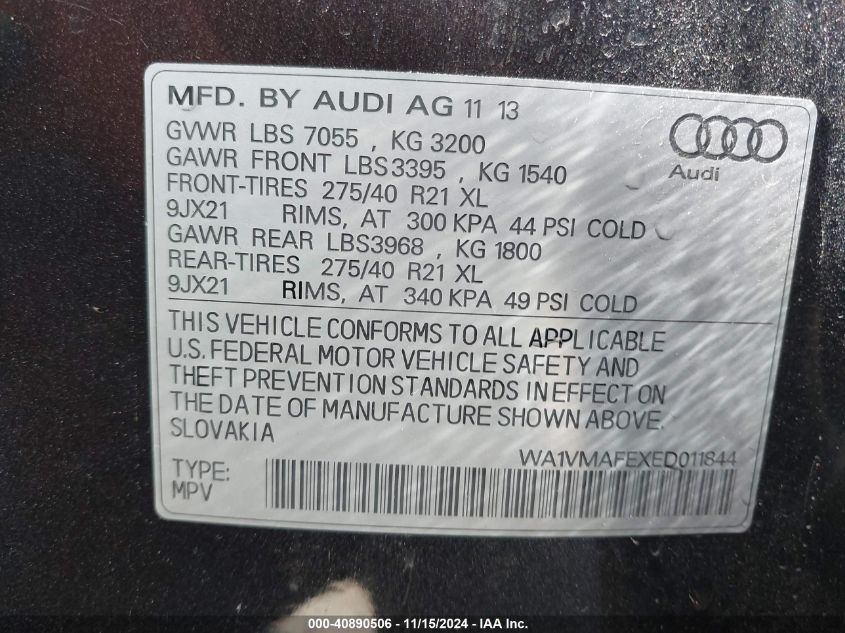 MFD. BY AUDI AG 11 13
GVWR LBS 7055 , KG 3200
GAWR FRONT LBS3395 , KG 1540
FRONT-TIRES 275/40 R21 XL
9JX21 RIMS, AT 300 KPA 44 PSI COLD
GAWR REAR LBS3968 , KG 1800
REAR-TIRES 275/40 R21 XL
9JX21 RIMS, AT 340 KPA 49 PSI COLD
Audi
THIS VEHICLE CONFORMS TO ALL APPLICABLE
U.S. FEDERAL MOTOR VEHICLE SAFETY AND
THEFT PREVENTION STANDARDS IN EFFECT ON
THE DATE OF MANUFACTURE SHOWN ABOVE.
SLOVAKIA
WA1VMAFEXED011844
TYPE:
MPV
000-40890506 - 11/15/2024 - IAA Inc.